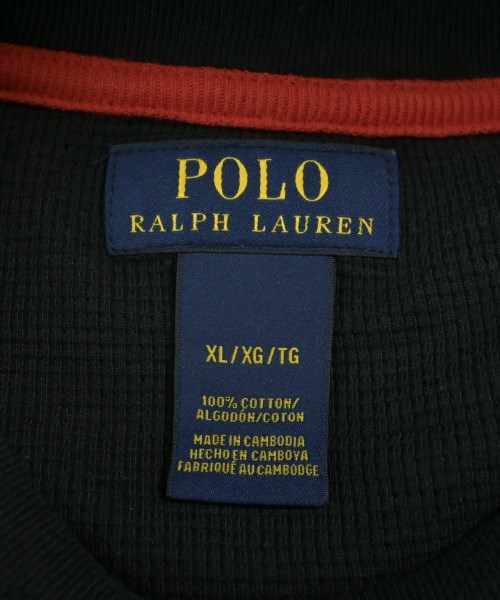 POLO
RALPH LAUREN
XL/XG/TG
100% COTTON/
ALGODÓN/COTON
MADE IN CAMBODIA
HECHO EN CAMBOYA
FABRIQUÉ AU CAMBODGE